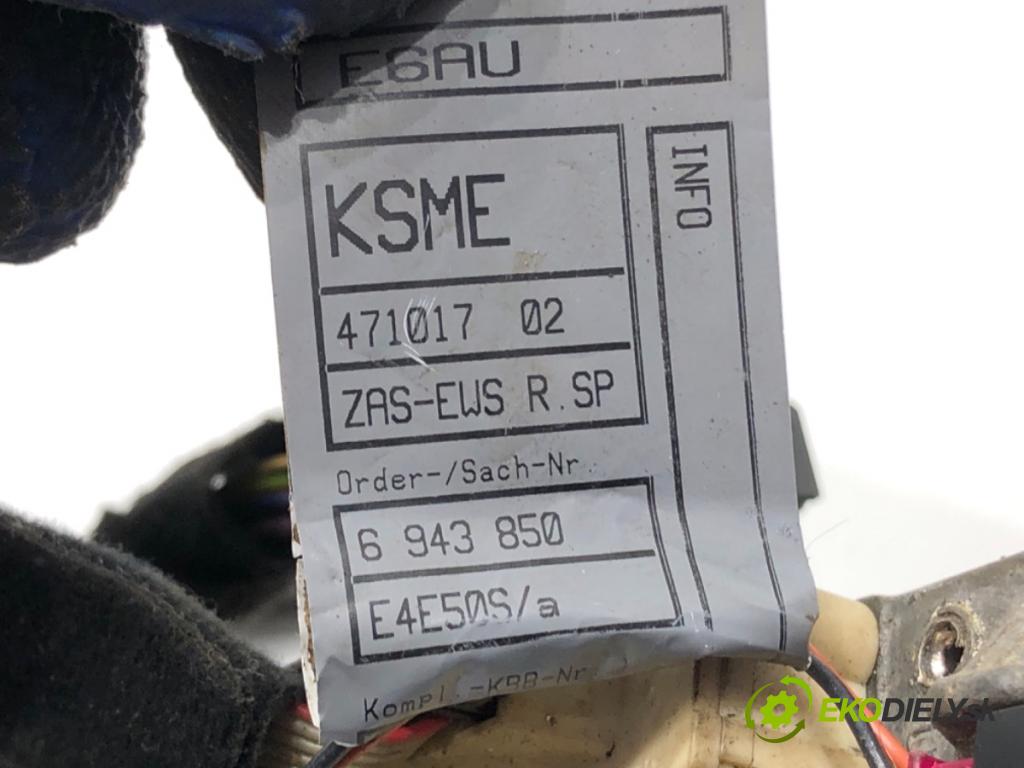 E6AU
KSME
INFO
471017 02
ZAS-EWS R.SP
Order-/Sach-Nr.
6 943 850
E4E50S/a
Kompl.-KBB-Nr
EKODIELY.sk